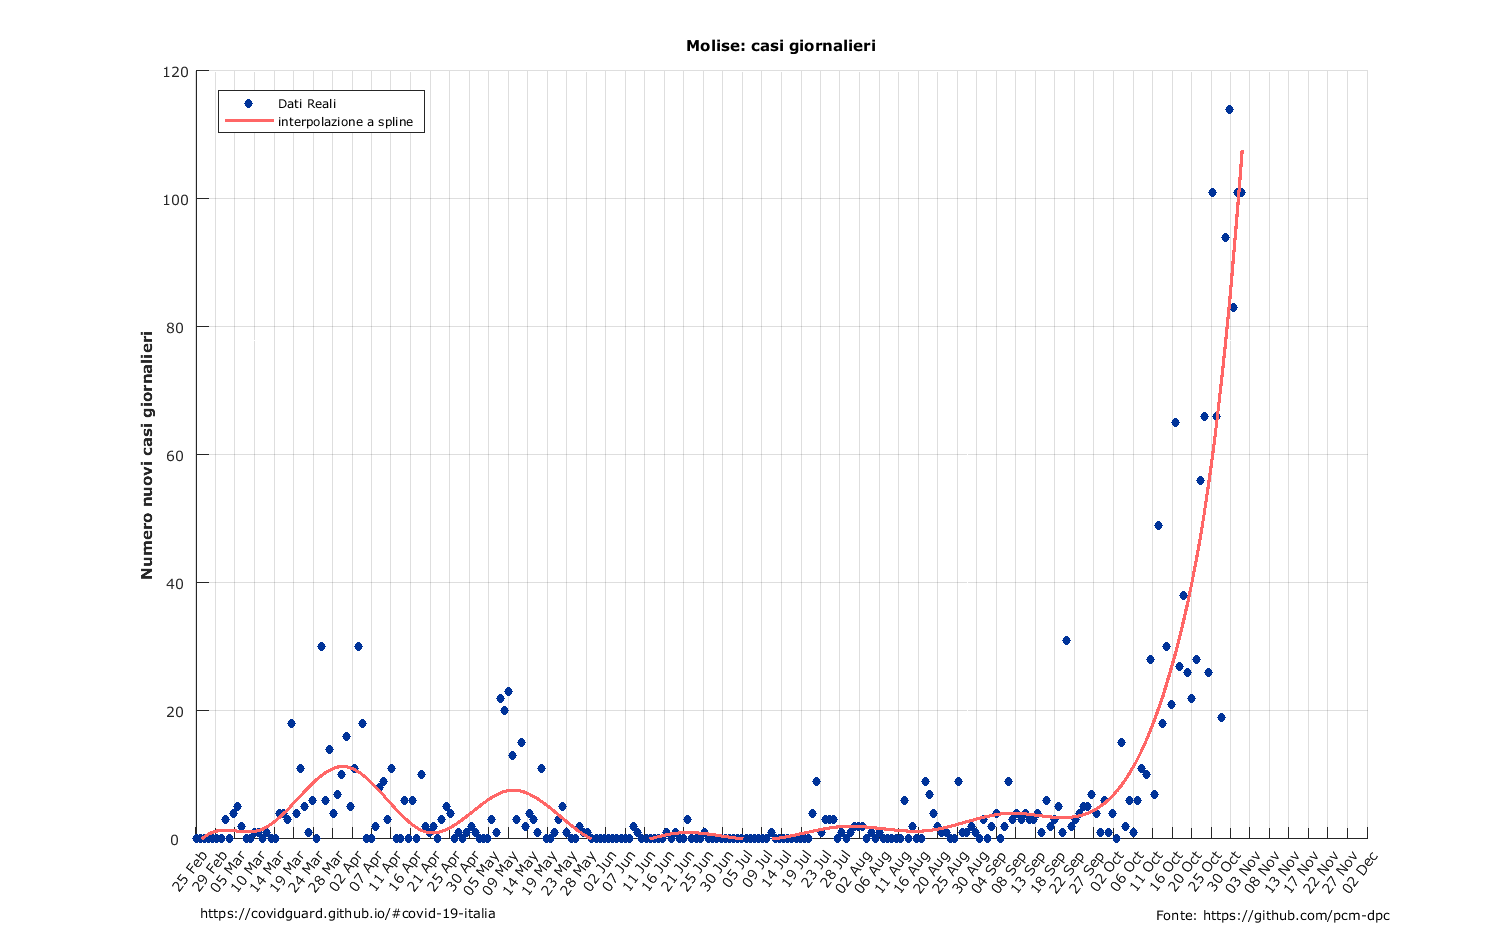 Molise: casi giornalieri
120
100
80
60
40
20
0
Dati Reali
interpolazione a spline
Numero nuovi casi giornalieri
25 Feb
29 Feb
05 Mar
10 Mar
14 Mar
19 Mar
24 Mar
28 Mar
02 Apr
07 Apr
11 Apr
16 Apr
21 Apr
25 Apr
30 Apr
05 May
09 May
14 May
19 May
23 May
28 May
02 Jun
07 Jun
11 Jun
16 Jun
21 Jun
25 Jun
30 Jun
05 Jul
09 Jul
14 Jul
19 Jul
23 Jul
28 Jul
02 Aug
06 Aug
11 Aug
16 Aug
20 Aug
25 Aug
30 Aug
04 Sep
08 Sep
13 Sep
18 Sep
22 Sep
27 Sep
02 Oct
06 Oct
11 Oct
16 Oct
20 Oct
25 Oct
30 Oct
03 Nov
08 Nov
13 Nov
17 Nov
22 Nov
27 Nov
02 Dec
https://covidguard.github.io/#covid-19-italia
Fonte: https://github.com/pcm-dpc